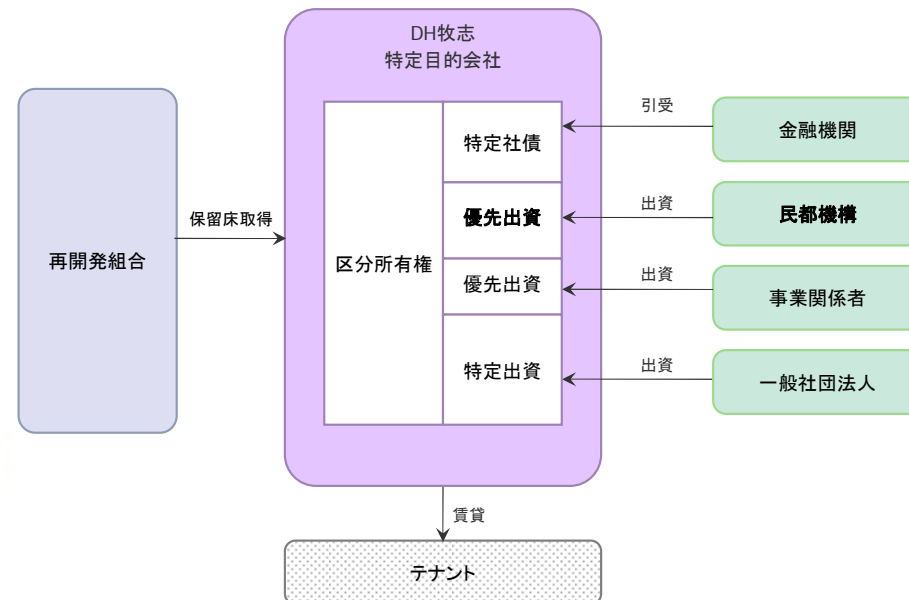 DH牧志
特定目的会社
再開発組合
保留床取得
区分所有権
特定社債
優先出資
優先出資
特定出資
引受
金融機関
出資
民都機構
出資
事業関係者
出資
一般社団法人
賃貸
テナント